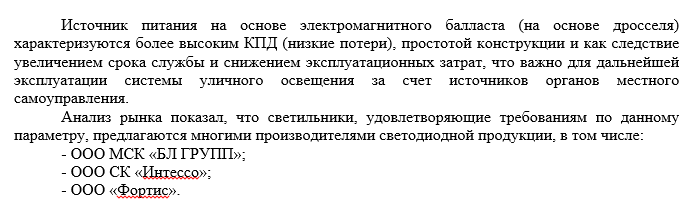 Источник питания на основе электромагнитного балласта (на основе дросселя)
характеризуются более высоким КПД (низкие потери), простотой конструкции и как следствие
увеличением срока службы и снижением эксплуатационных затрат, что важно для дальнейшей
эксплуатации системы уличного освещения за счет источников органов местного
самоуправления.
Анализ рынка показал, что светильники, удовлетворяющие требованиям по данному
параметру, предлагаются многими производителями светодиодной продукции, в том числе:
- ООО МСК «БЛ ГРУПП»;
- ООО СК «Интессо»;
- ООО «Фортис».